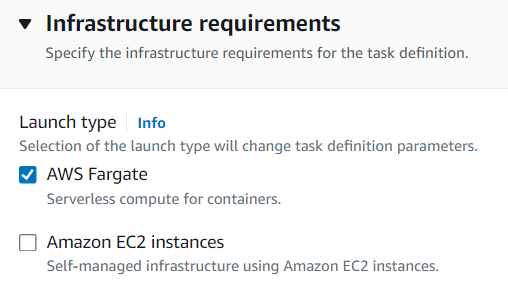 Infrastructure requirements
Specify the infrastructure requirements for the task definition.
Launch type Info
Selection of the launch type will change task definition parameters.
AWS Fargate
Serverless compute for containers.
Amazon EC2 instances
Self-managed infrastructure using Amazon EC2 instances.